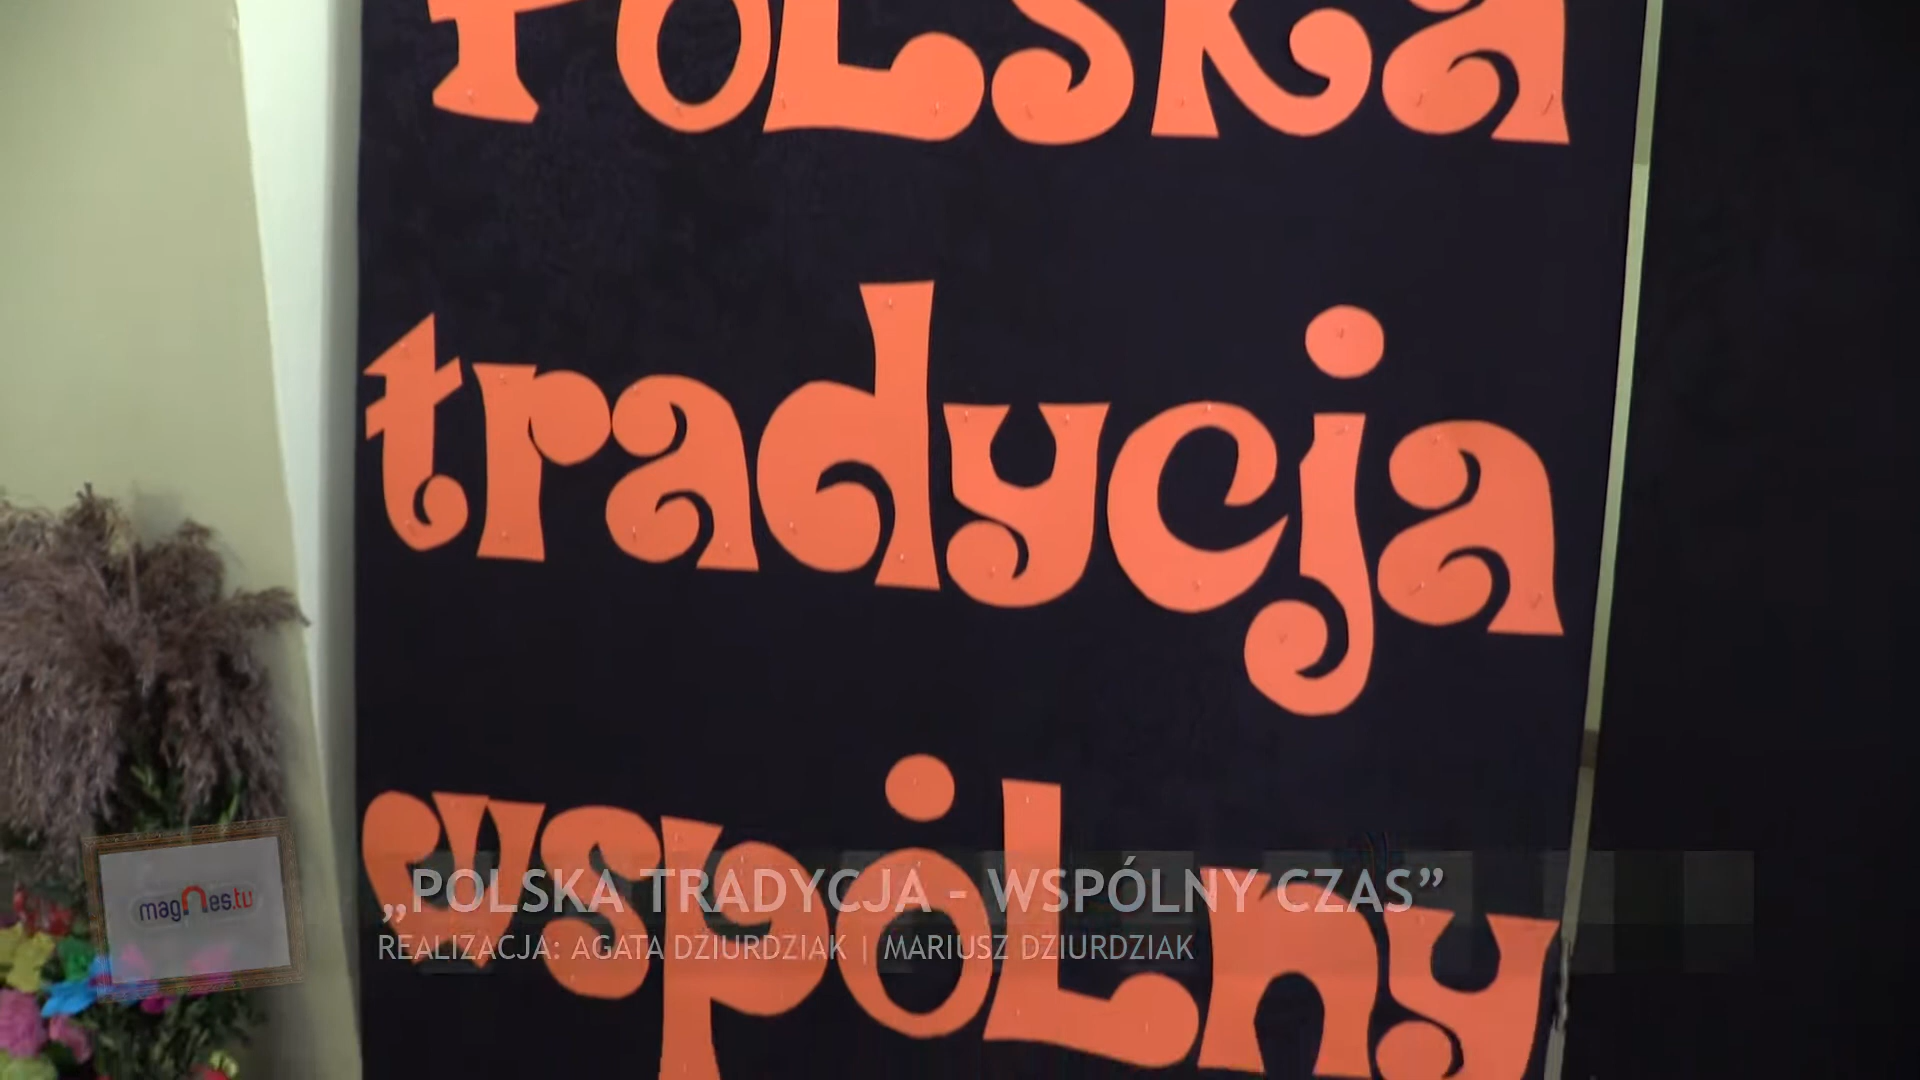 POLSKA
tradycja
wspólny
magnes.tv
„POLSKA TRADYCJA - WSPÓLNY CZAS”
REALIZACJA: AGATA DZIURDZIAK | MARIUSZ DZIURDZIAK